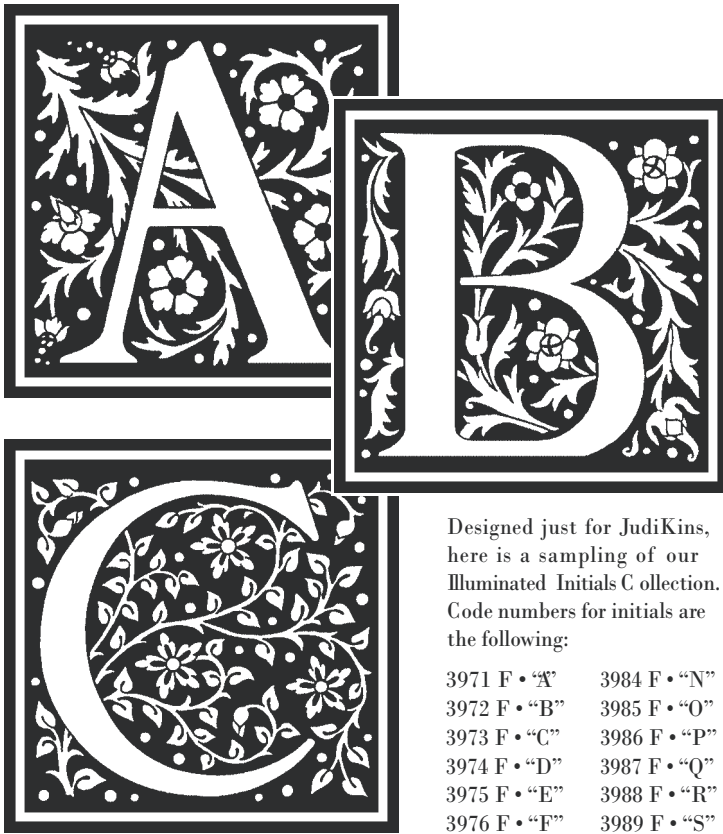 A
B
C
Designed just for JudiKins,
here is a sampling of our
Illuminated Initials C ollection.
Code numbers for initials are
the following:
3971 F • “A”
3972 F • “B”
3973 F • “C”
3974 F • “D”
3975 F • “E”
3976 F • “F”
3984 F • “N”
3985 F • “O”
3986 F • “P”
3987 F • “Q”
3988 F • “R”
3989 F • “S”